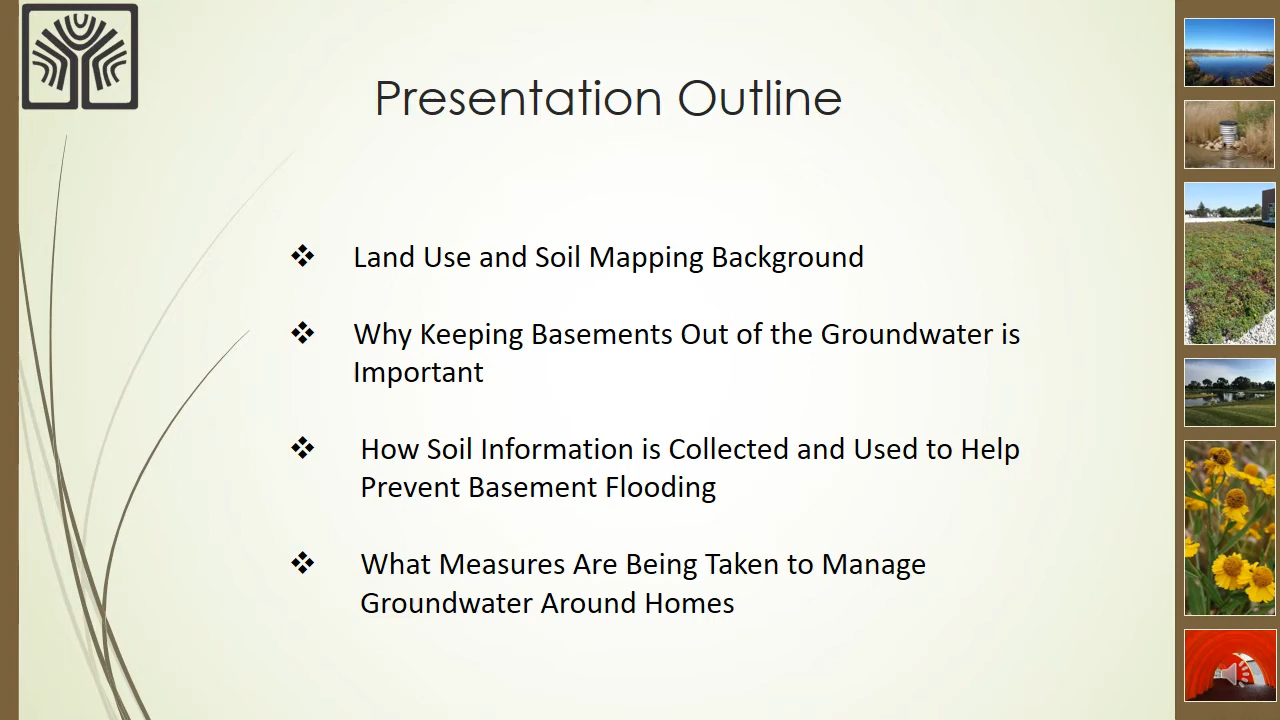 Presentation Outline
❖ Land Use and Soil Mapping Background
❖ Why Keeping Basements Out of the Groundwater is
Important
❖ How Soil Information is Collected and Used to Help
Prevent Basement Flooding
❖ What Measures Are Being Taken to Manage
Groundwater Around Homes